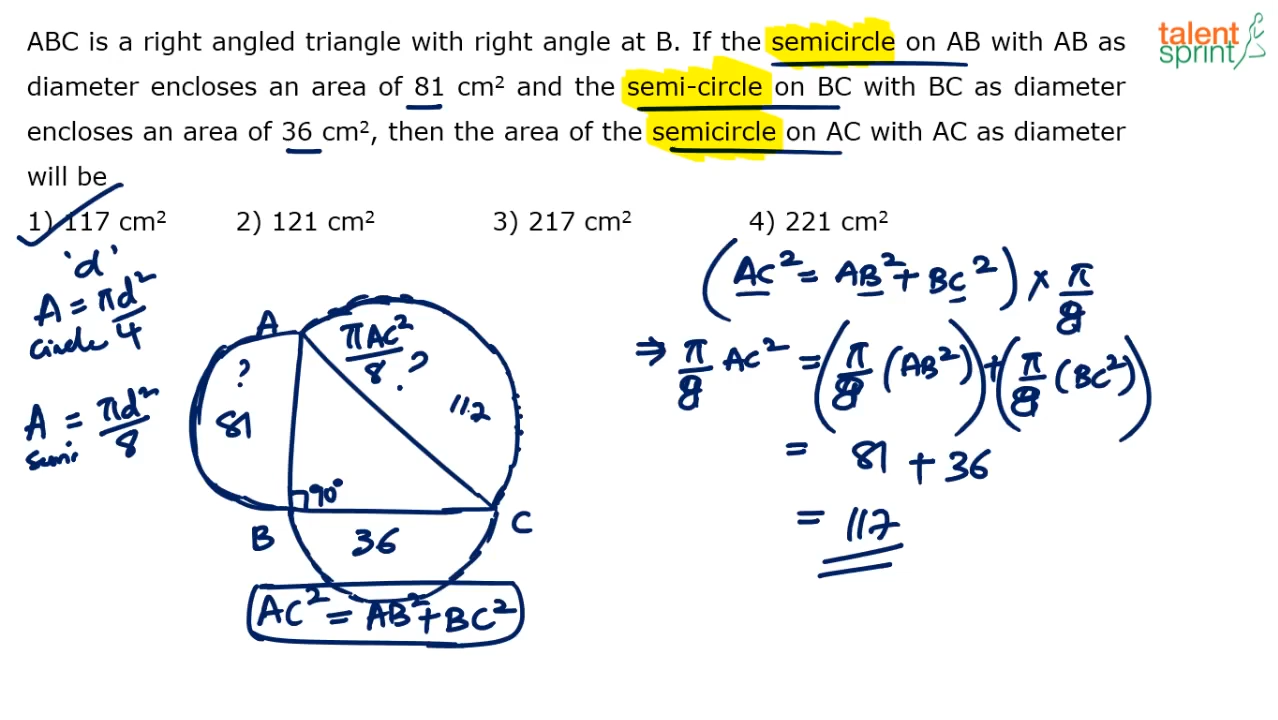 talent
sprint
ABC is a right angled triangle with right angle at B. If the semicircle on AB with AB as
diameter encloses an area of 81 cm² and the semi-circle on BC with BC as diameter
encloses an area of 36 cm², then the area of the semicircle on AC with AC as diameter
will be
1) 117 cm² 2) 121 cm² 3) 217 cm² 4) 221 cm²
'd'
A = πd²/4
Circle
A = πd²/8
Semi
A
?
81
πAC²/8 ?
117
90°
B
C
36
AC² = AB² + BC²
(AC² = AB² + BC²) × π/8
⇒ π/8 AC² = (π/8 (AB²)) + (π/8 (BC²))
= 81 + 36
= 117